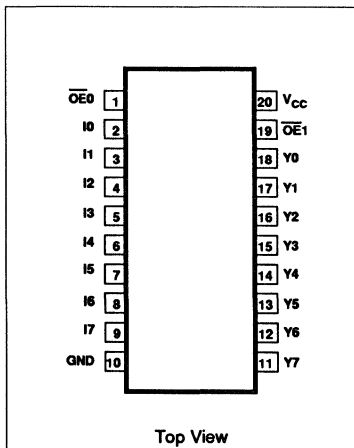 OE0 1 20 VCC
I0 2 19 OE1
I1 3 18 Y0
I2 4 17 Y1
I3 5 16 Y2
I4 6 15 Y3
I5 7 14 Y4
I6 8 13 Y5
I7 9 12 Y6
GND 10 11 Y7
Top View